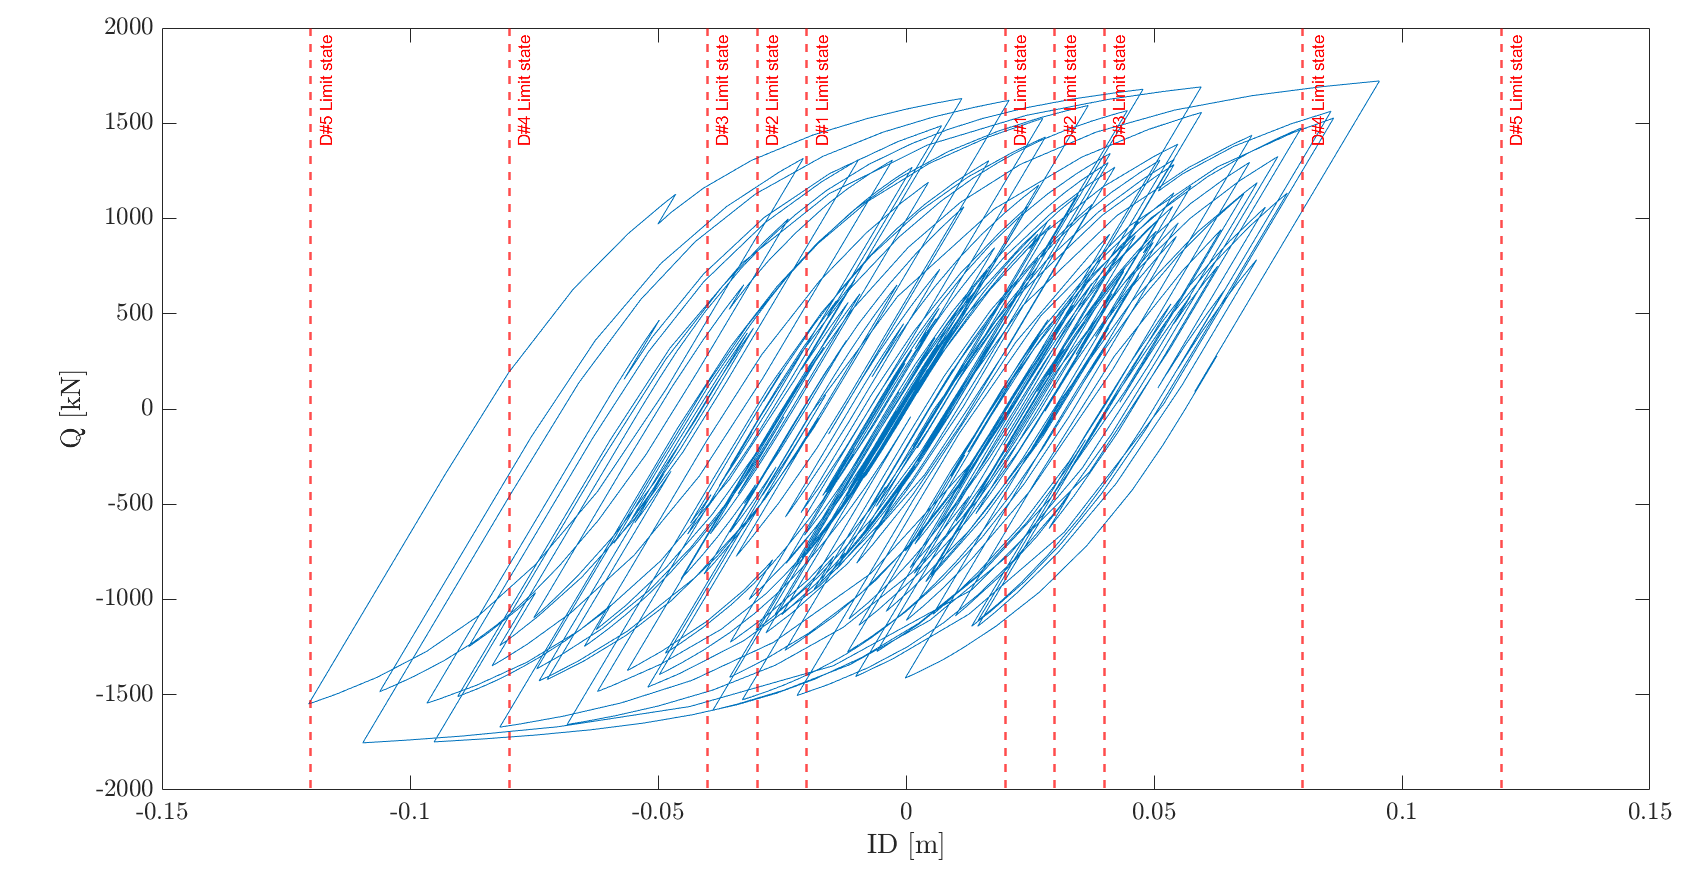 2000
1500
1000
500
0
-500
-1000
-1500
-2000
Q [kN]
D#5 Limit state
D#4 Limit state
D#3 Limit state
D#2 Limit state
D#1 Limit state
D#1 Limit state
D#2 Limit state
D#3 Limit state
D#4 Limit state
D#5 Limit state
-0.15
-0.1
-0.05
0
0.05
0.1
0.15
ID [m]